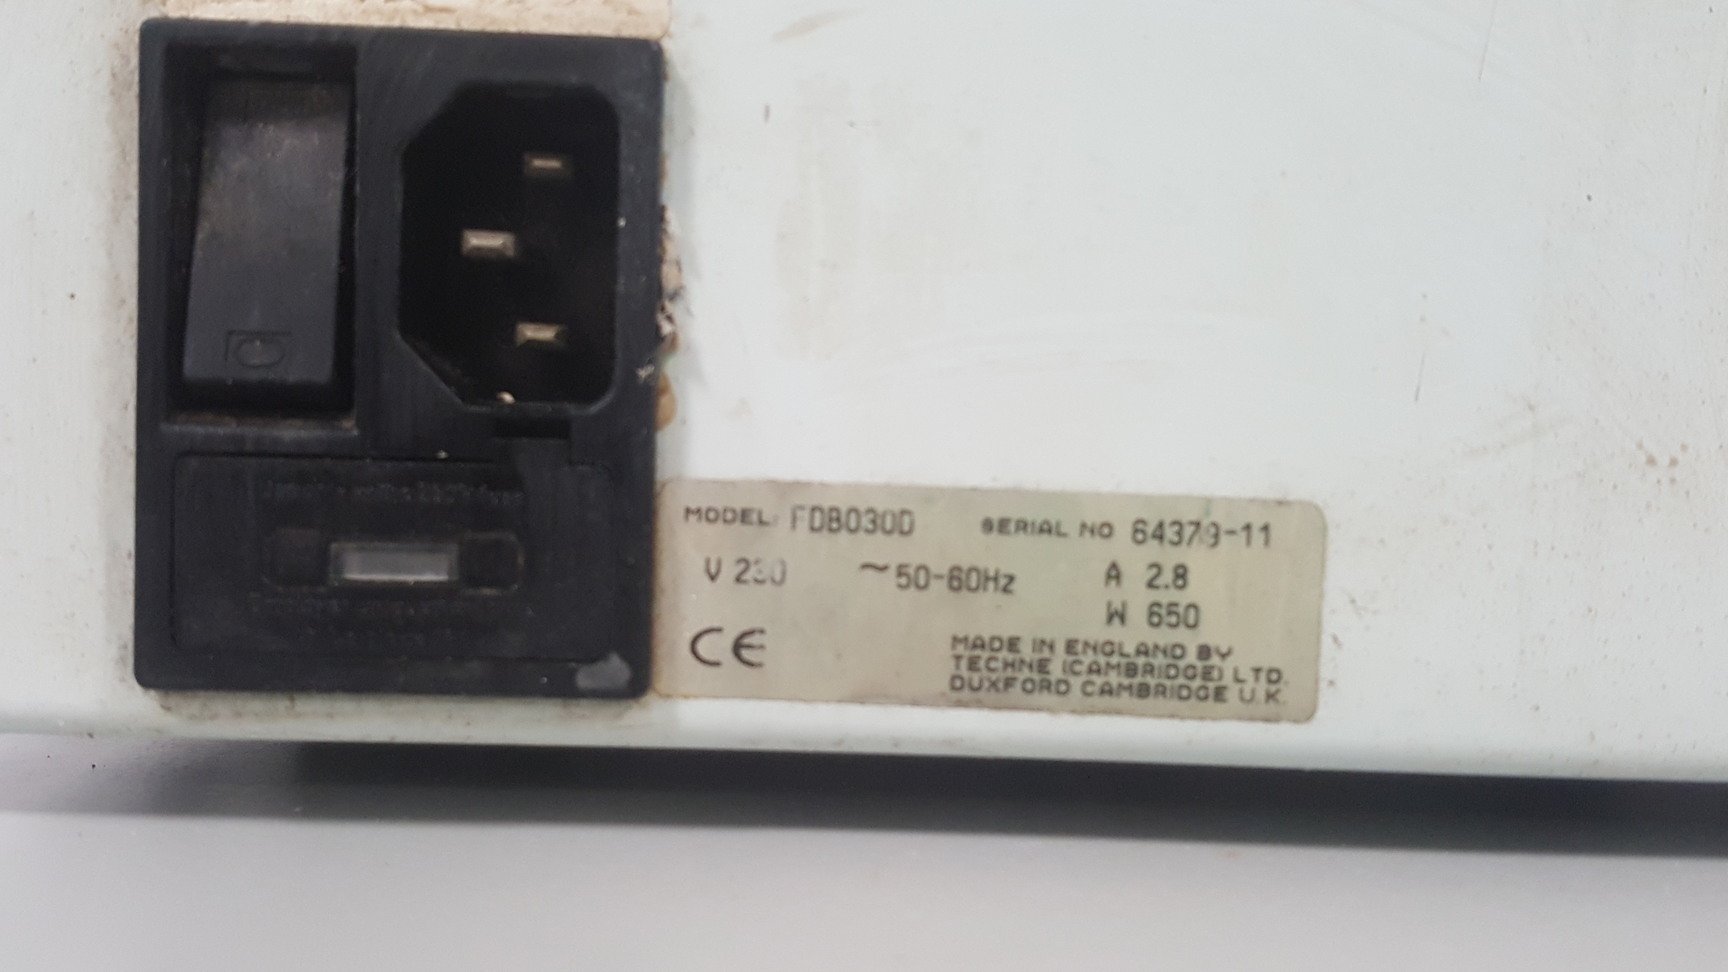 MODEL: FDB030D SERIAL NO 64379-11
V 230 ~50-60Hz A 2.8
W 650
CE
MADE IN ENGLAND BY
TECHNE (CAMBRIDGE) LTD.
DUXFORD CAMBRIDGE U.K.